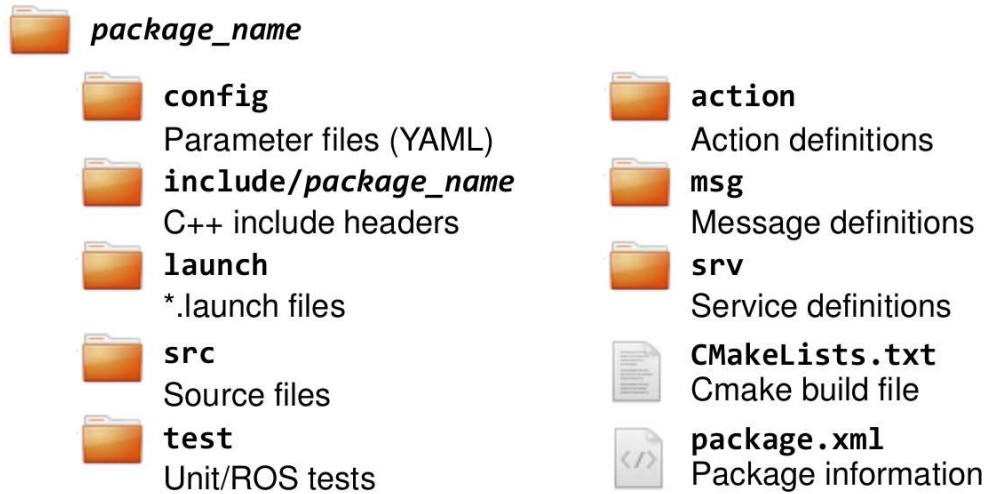 package_name
config
Parameter files (YAML)
include/package_name
C++ include headers
launch
*.launch files
src
Source files
test
Unit/ROS tests
action
Action definitions
msg
Message definitions
srv
Service definitions
CMakeLists.txt
Cmake build file
package.xml
Package information